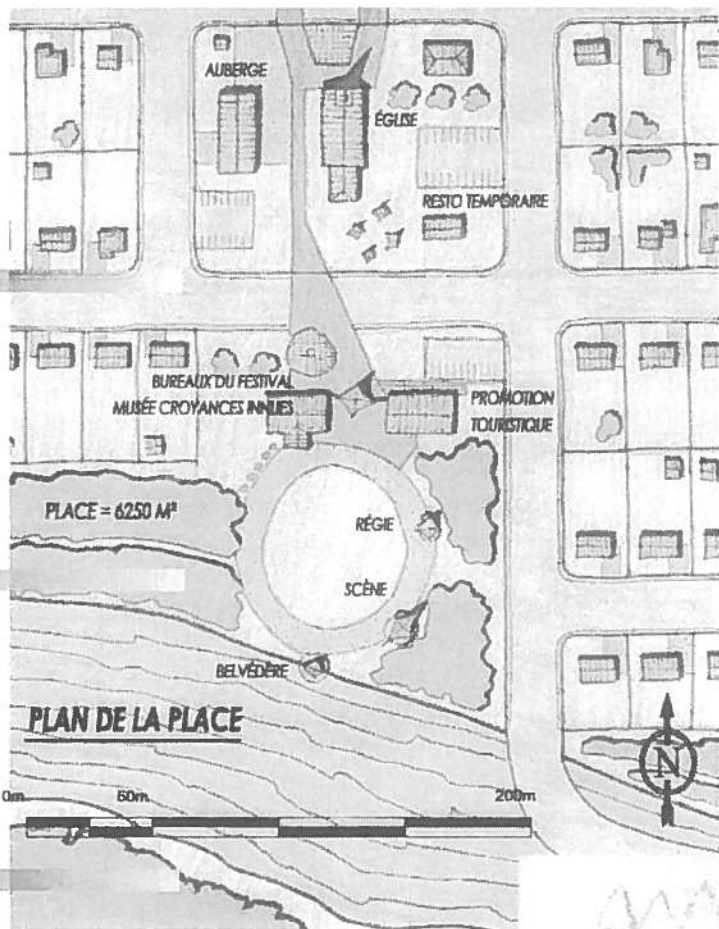 AUBERGE
ÉGLISE
RESTO TEMPORAIRE
BUREAUX DU FESTIVAL
MUSÉE CROYANCES INNUES
PROMOTION
TOURISTIQUE
PLACE = 6250 M²
RÉGIE
SCÈNE
BELVÉDÈRE
PLAN DE LA PLACE
N
0m 50m 200m